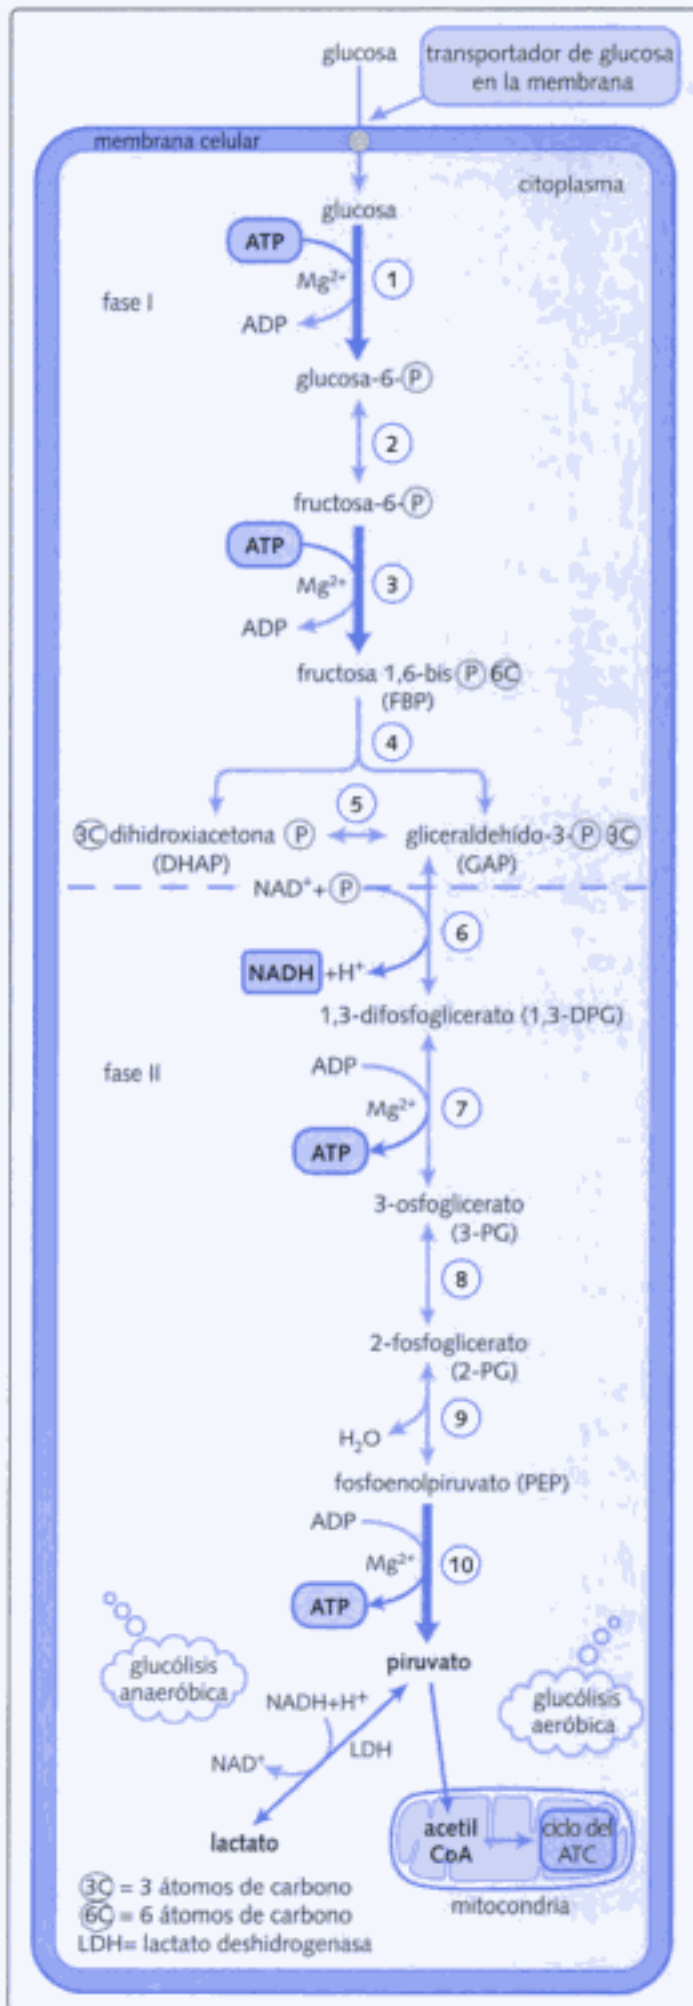 glucosa
transportador de glucosa
en la membrana
membrana celular
citoplasma
glucosa
ATP
Mg²⁺
1
fase I
ADP
glucosa-6-P
2
fructosa-6-P
ATP
Mg²⁺
3
ADP
fructosa 1,6-bis P 6C
(FBP)
4
5
3C dihidroxiacetona P
(DHAP)
gliceraldehído-3-P 3C
(GAP)
NAD⁺+P
6
NADH +H⁺
1,3-difosfoglicerato (1,3-DPG)
fase II
ADP
Mg²⁺
7
ATP
3-osfoglicerato
(3-PG)
8
2-fosfoglicerato
(2-PG)
9
H₂O
fosfoenolpiruvato (PEP)
ADP
Mg²⁺
10
ATP
piruvato
glucólisis
anaeróbica
glucólisis
aeróbica
NADH+H⁺
LDH
NAD⁺
lactato
acetil
CoA
ciclo del
ATC
mitocondria
3C = 3 átomos de carbono
6C = 6 átomos de carbono
LDH= lactato deshidrogenasa